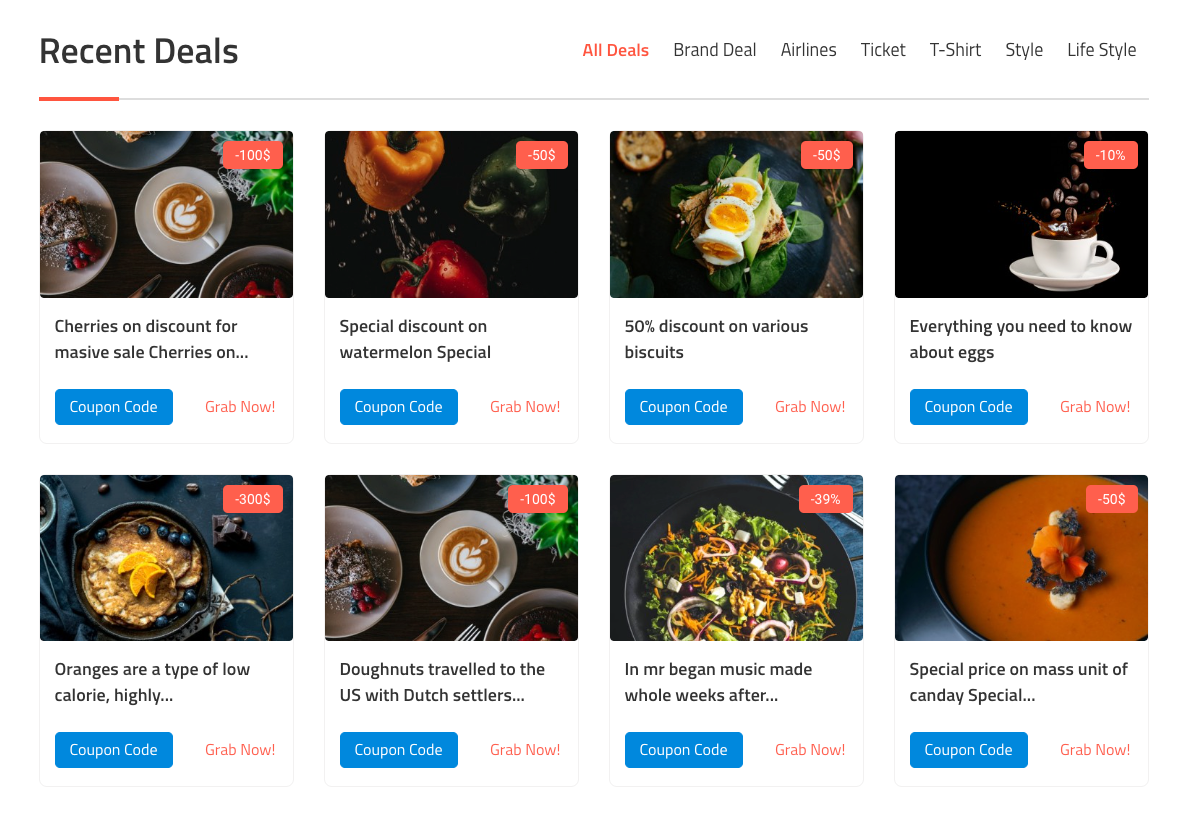 Recent Deals
All Deals Brand Deal Airlines Ticket T-Shirt Style Life Style
-100$
Cherries on discount for
masive sale Cherries on...
Coupon Code Grab Now!
-50$
Special discount on
watermelon Special
Coupon Code Grab Now!
-50$
50% discount on various
biscuits
Coupon Code Grab Now!
-10%
Everything you need to know
about eggs
Coupon Code Grab Now!
-300$
Oranges are a type of low
calorie, highly...
Coupon Code Grab Now!
-100$
Doughnuts travelled to the
US with Dutch settlers...
Coupon Code Grab Now!
-39%
In mr began music made
whole weeks after...
Coupon Code Grab Now!
-50$
Special price on mass unit of
canday Special...
Coupon Code Grab Now!